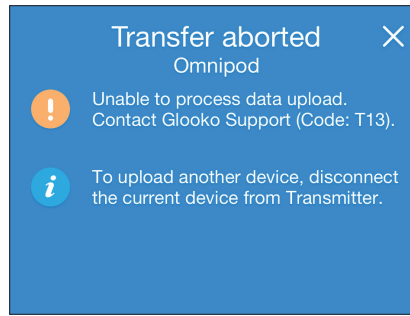 Transfer aborted
Omnipod
Unable to process data upload.
Contact Glooko Support (Code: T13).
To upload another device, disconnect
the current device from Transmitter.